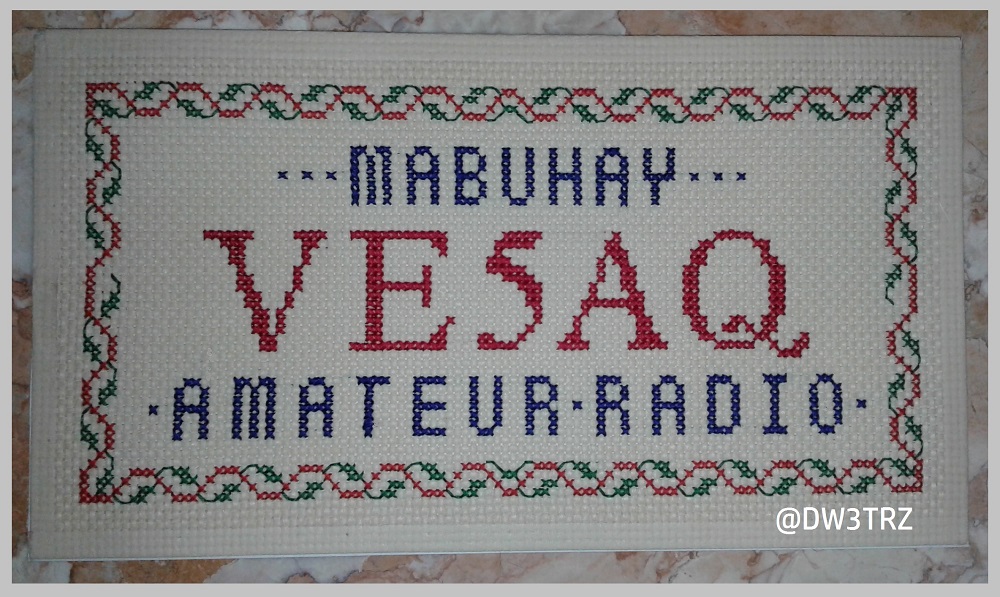 ···MABUHAY···
VE5AQ
·AMATEUR·RADIO·
@DW3TRZ